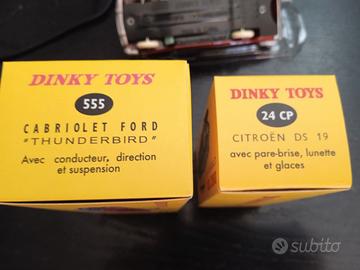 DINKY TOYS
555
CABRIOLET FORD
"THUNDERBIRD"
Avec conducteur, direction
et suspension
DINKY TOYS
24 CP
CITROËN DS 19
avec pare-brise, lunette
et glaces
subito